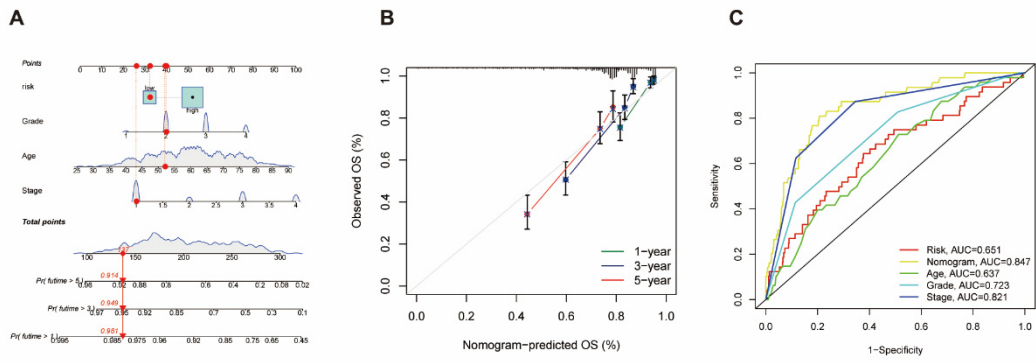 A
Points
0 10 20 30 40 50 60 70 80 90 100
risk
low
high
Grade
1 2 3 4
Age
25 30 35 40 45 50 55 60 65 70 75 80 85 90
Stage
1 1.5 2 2.5 3 3.5 4
Total points
100 137 150 200 250 300
0.914
Pr( futime > 5 )
0.96 0.92 0.88 0.8 0.7 0.6 0.4 0.2 0.08 0.02
0.949
Pr( futime > 3 )
0.97 0.95 0.92 0.85 0.7 0.5 0.3 0.1
0.981
Pr( futime > 1 )
0.995 0.985 0.975 0.95 0.92 0.85 0.75 0.65 0.45
B
Observed OS (%)
0.0 0.2 0.4 0.6 0.8 1.0
0.0 0.2 0.4 0.6 0.8 1.0
1-year
3-year
5-year
Nomogram-predicted OS (%)
C
Sensitivity
0.0 0.2 0.4 0.6 0.8 1.0
0.0 0.2 0.4 0.6 0.8 1.0
Risk, AUC=0.651
Nomogram, AUC=0.847
Age, AUC=0.637
Grade, AUC=0.723
Stage, AUC=0.821
1−Specificity